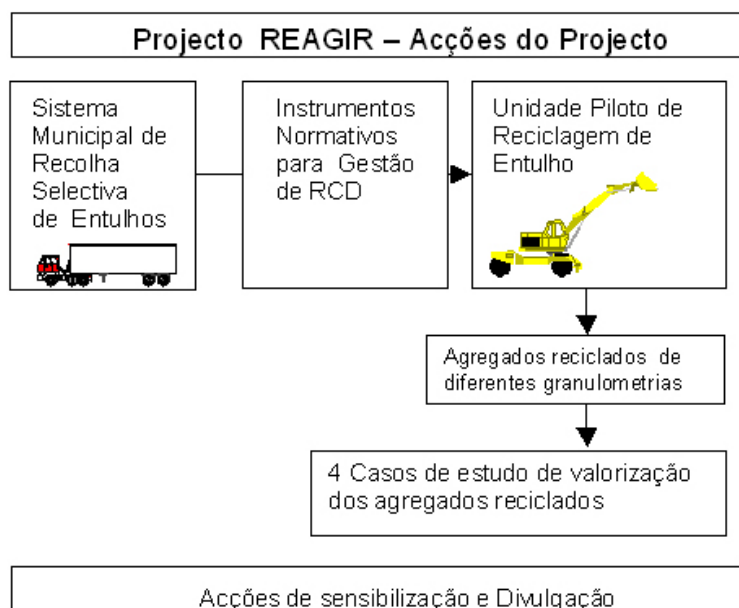 Projecto REAGIR – Acções do Projecto
Sistema
Municipal de
Recolha
Selectiva
de Entulhos
Instrumentos
Normativos
para Gestão
de RCD
Unidade Piloto de
Reciclagem de
Entulho
Agregados reciclados de
diferentes granulometrias
4 Casos de estudo de valorização
dos agregados reciclados
Acções de sensibilização e Divulgação